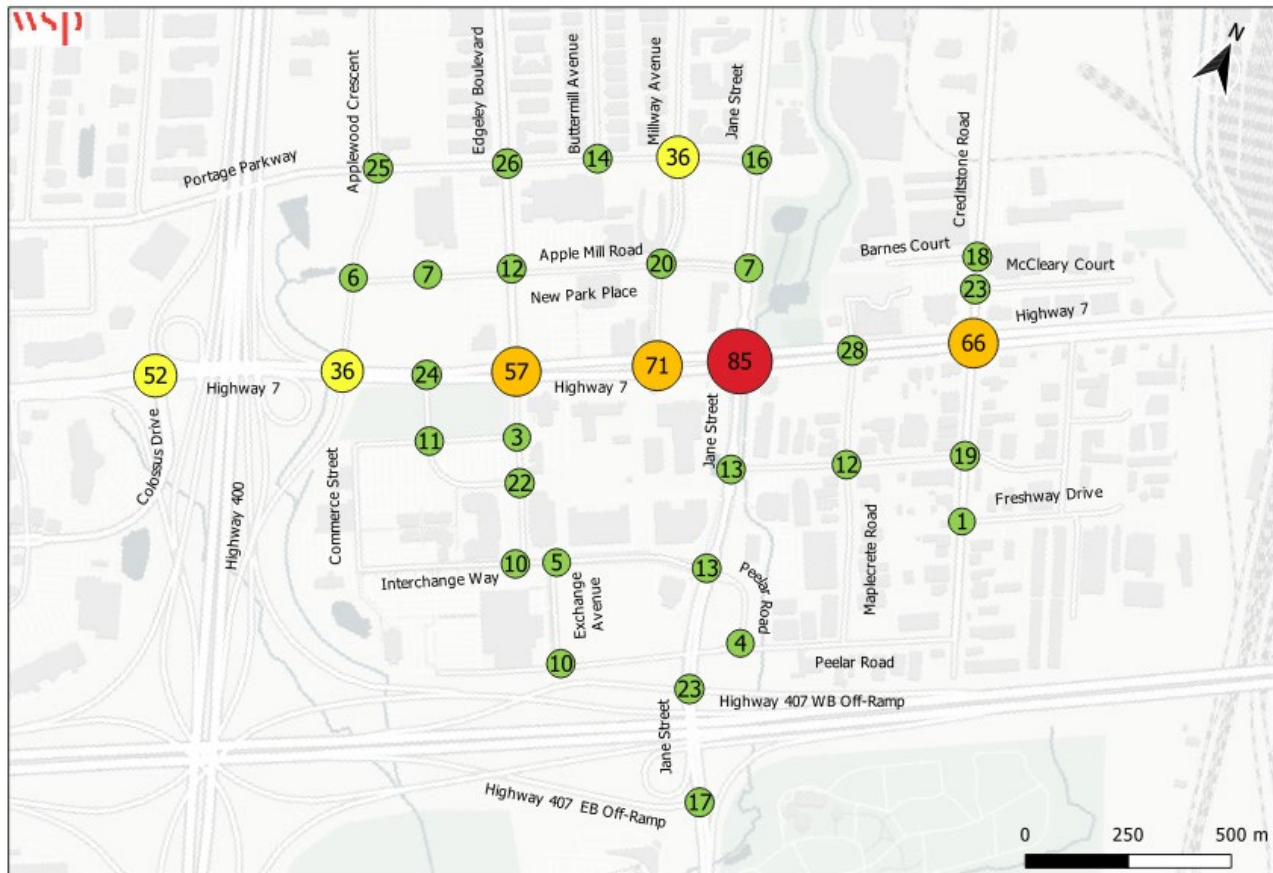 wsp
N
Applewood Crescent
Edgeley Boulevard
Buttermill Avenue
Millway Avenue
Jane Street
Creditstone Road
Portage Parkway
25
26
14
36
16
Barnes Court
18
McCleary Court
Apple Mill Road
6
7
12
20
7
23
New Park Place
Highway 7
52
36
24
57
71
85
28
66
Highway 7
Highway 7
Colossus Drive
Highway 400
Commerce Street
11
3
Jane Street
22
13
12
19
Maplecrete Road
Freshway Drive
1
Interchange Way
10
5
Exchange
Avenue
13
Peelar Road
10
4
Peelar Road
23
Highway 407 WB Off-Ramp
Jane Street
Highway 407 EB Off-Ramp
17
0 250 500 m